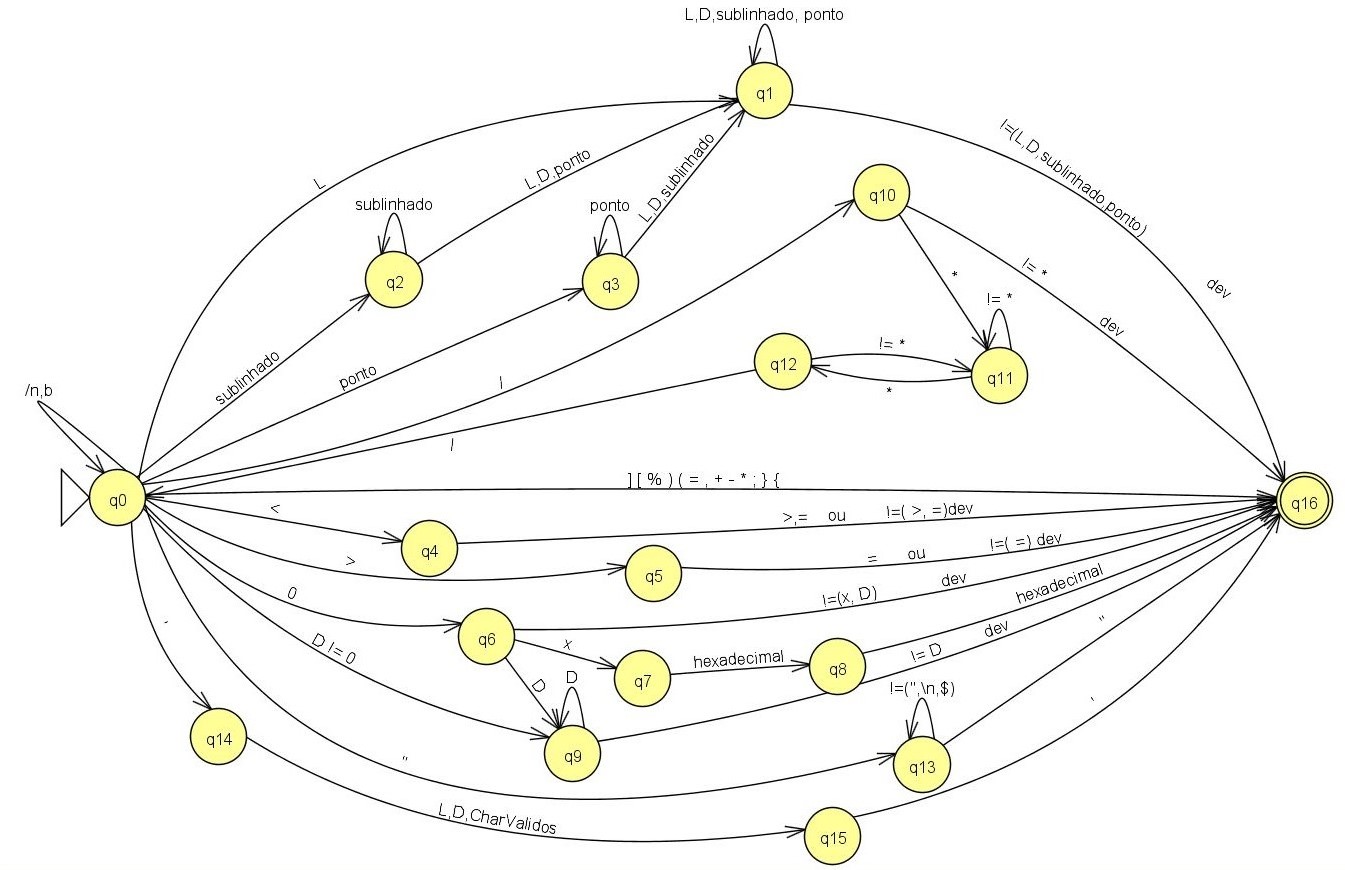 L,D,sublinhado, ponto
q1
!=(L,D,sublinhado,ponto)
dev
L
L,D,ponto
L,D,sublinhado
sublinhado
q2
ponto
q3
q10
*
!= *
dev
!= *
q11
q12
!= *
*
sublinhado
ponto
/
/
/n,b
q0
] [ % ) ( = , + - * ; } {
q16
<
q4
>,= ou !=( >, =)dev
>
q5
= ou !=( =) dev
0
q6
!=(x, D) dev
x
q7
hexadecimal
q8
hexadecimal
D != 0
D
D
q9
!= D dev
'
q14
"
!=(",\n,$)
q13
"
L,D,CharValidos
q15
'